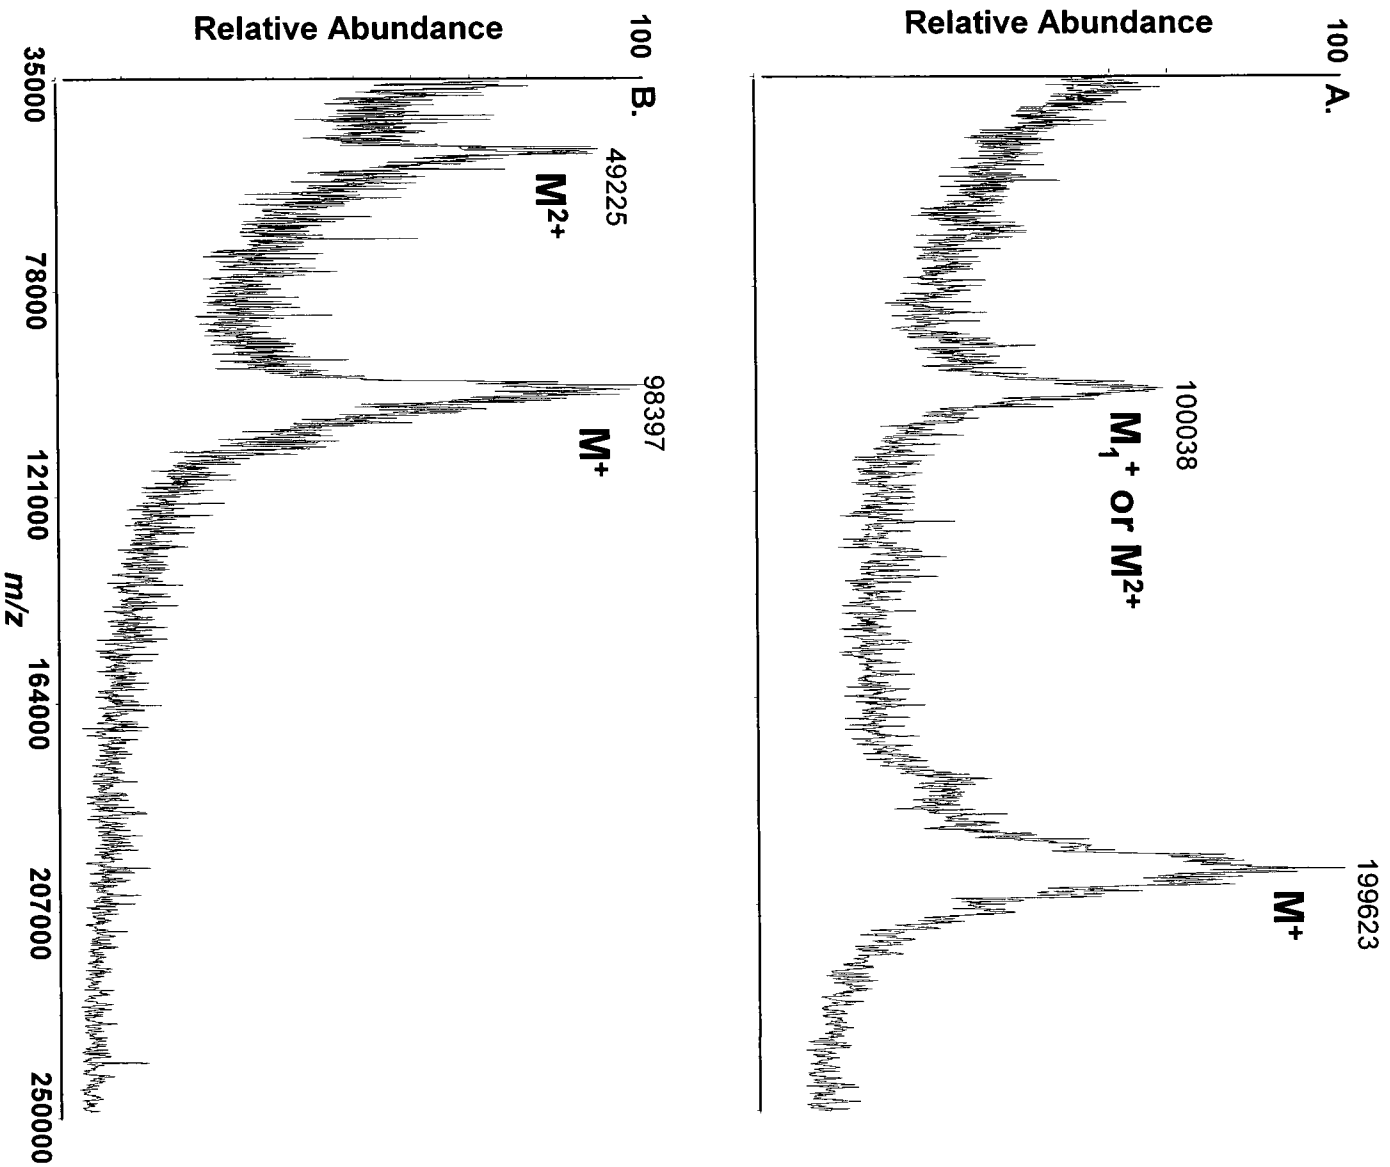 A.
100
Relative Abundance
100038
M₁⁺ or M²⁺
199623
M⁺
B.
100
Relative Abundance
49225
M²⁺
98397
M⁺
35000
78000
121000
164000
207000
250000
m/z